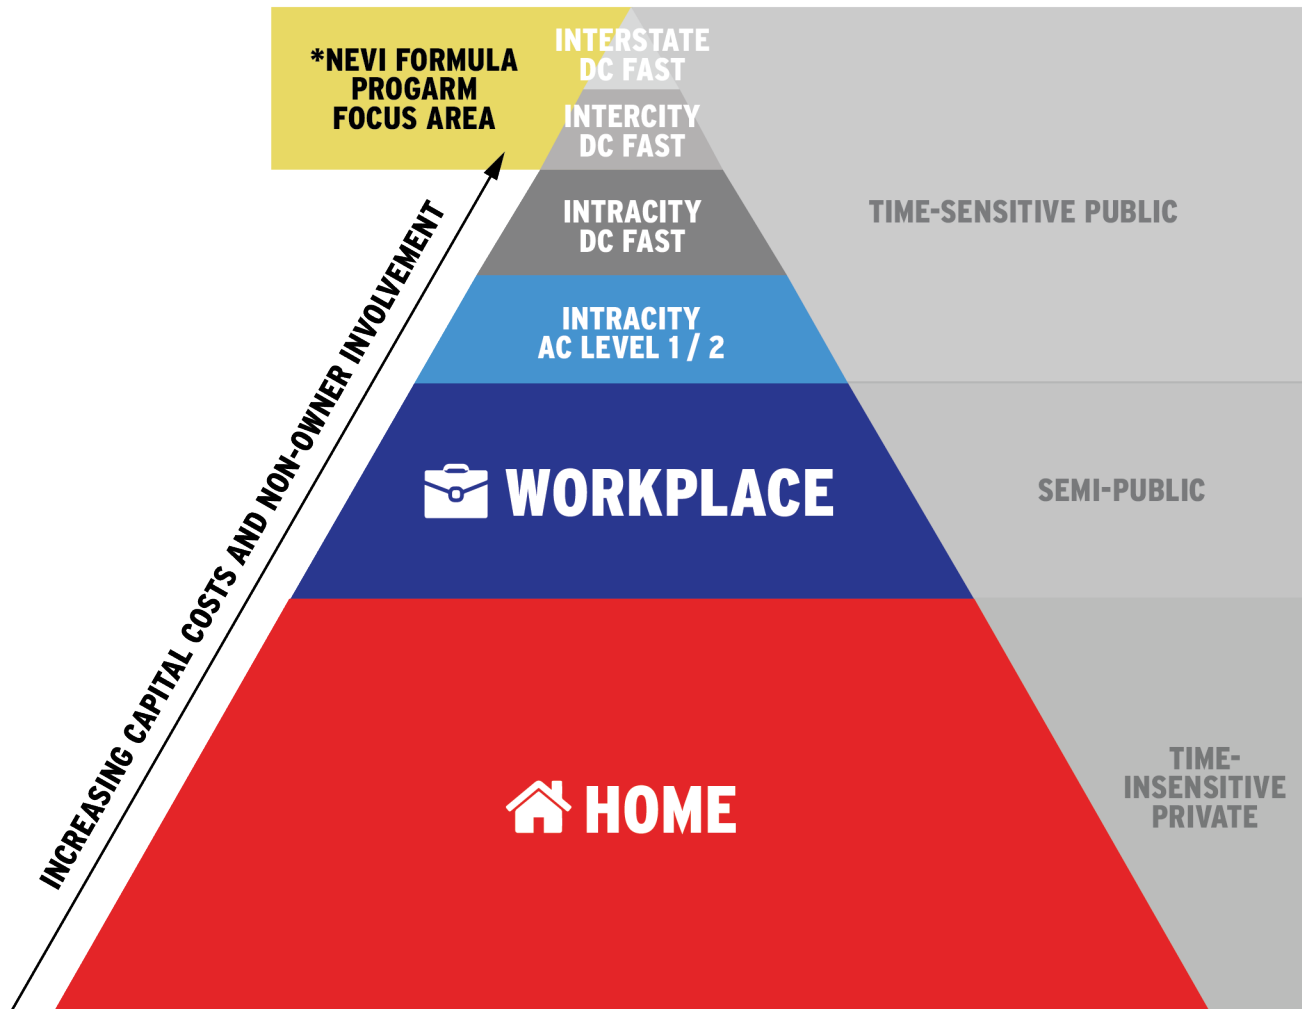 *NEVI FORMULA
PROGARM
FOCUS AREA
INTERSTATE
DC FAST
INTERCITY
DC FAST
INTRACITY
DC FAST
TIME-SENSITIVE PUBLIC
INTRACITY
AC LEVEL 1 / 2
INCREASING CAPITAL COSTS AND NON-OWNER INVOLVEMENT
WORKPLACE
SEMI-PUBLIC
HOME
TIME-
INSENSITIVE
PRIVATE